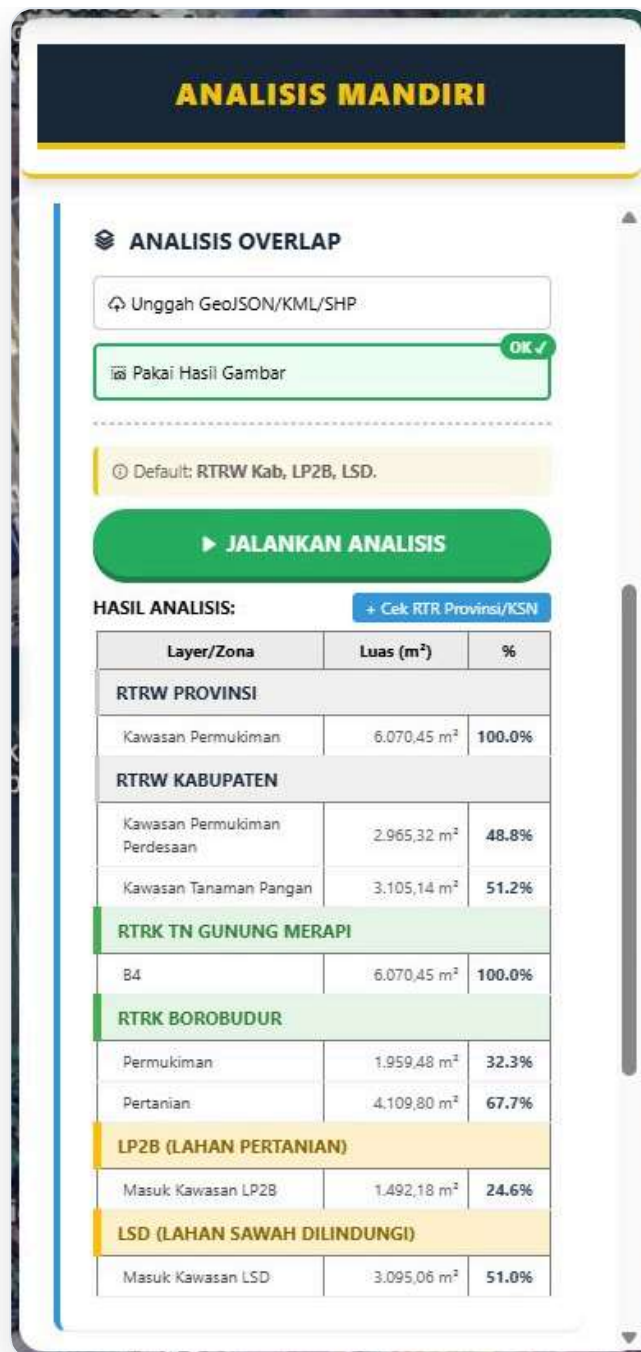 ANALISIS MANDIRI
ANALISIS OVERLAP
Unggah GeoJSON/KML/SHP
OK ✓
Pakai Hasil Gambar
Default: RTRW Kab, LP2B, LSD.
JALANKAN ANALISIS
HASIL ANALISIS: + Cek RTR Provinsi/KSN
Layer/Zona Luas (m²) %
RTRW PROVINSI
Kawasan Permukiman 6.070,45 m² 100.0%
RTRW KABUPATEN
Kawasan Permukiman
Perdesaan 2.965,32 m² 48.8%
Kawasan Tanaman Pangan 3.105,14 m² 51.2%
RTRK TN GUNUNG MERAPI
B4 6.070,45 m² 100.0%
RTRK BOROBUDUR
Permukiman 1.959,48 m² 32.3%
Pertanian 4.109,80 m² 67.7%
LP2B (LAHAN PERTANIAN)
Masuk Kawasan LP2B 1.492,18 m² 24.6%
LSD (LAHAN SAWAH DILINDUNGI)
Masuk Kawasan LSD 3.095,06 m² 51.0%